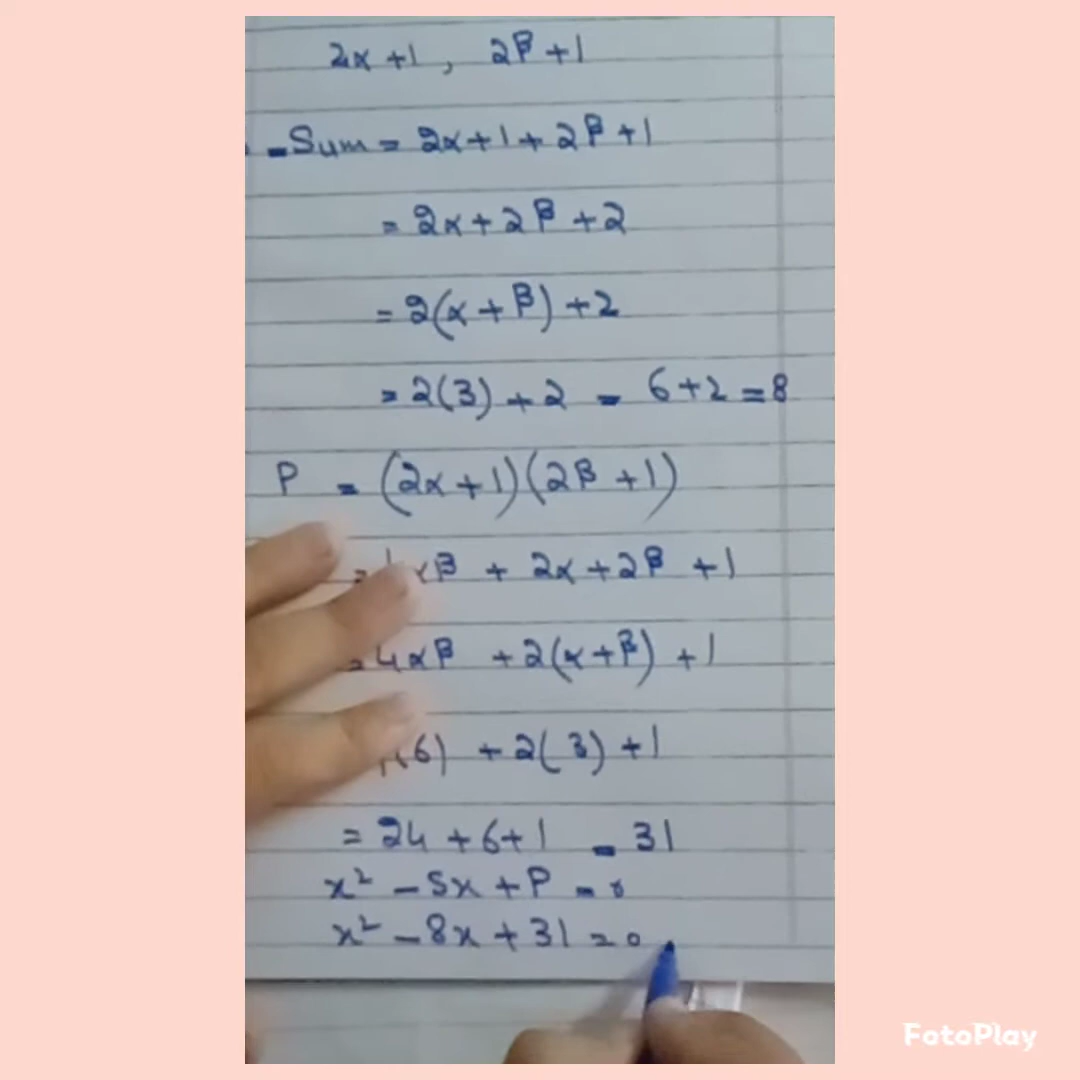 2α + 1 , 2β + 1
Sum = 2α + 1 + 2β + 1
= 2α + 2β + 2
= 2(α + β) + 2
= 2(3) + 2 = 6 + 2 = 8
P = (2α + 1)(2β + 1)
= αβ + 2α + 2β + 1
= 4αβ + 2(α + β) + 1
(6) + 2(3) + 1
= 24 + 6 + 1 = 31
x² - Sx + P = 0
x² - 8x + 31 = 0
FotoPlay